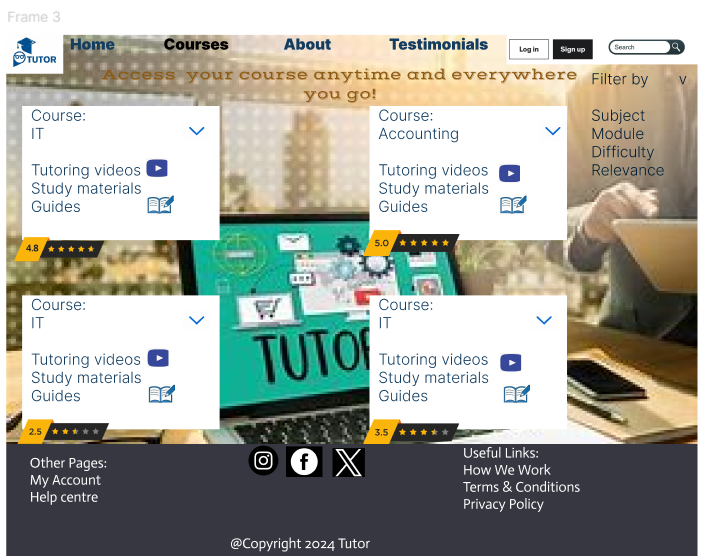 Frame 3
TUTOR
Home Courses About Testimonials Log in Sign up Search
Access your course anytime and everywhere
you go!
Filter by v
Subject
Module
Difficulty
Relevance
Course:
IT
Tutoring videos
Study materials
Guides
4.8
Course:
Accounting
Tutoring videos
Study materials
Guides
5.0
TUTO
Course:
IT
Tutoring videos
Study materials
Guides
2.5
Course:
IT
Tutoring videos
Study materials
Guides
3.5
Other Pages:
My Account
Help centre
Useful Links:
How We Work
Terms & Conditions
Privacy Policy
@Copyright 2024 Tutor